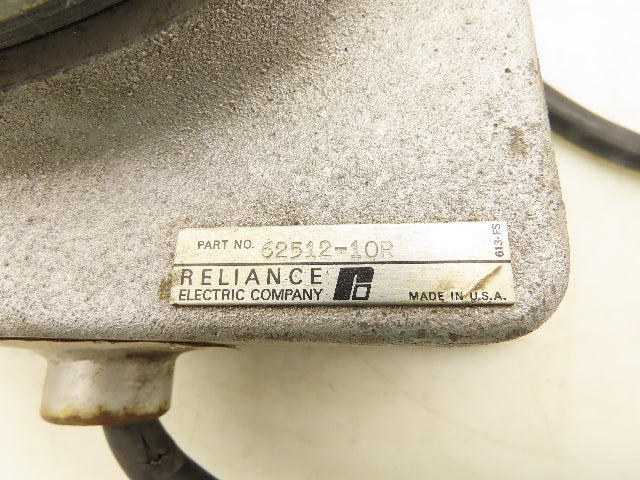 PART NO. 62512-10R
613-FS
RELIANCE
ELECTRIC COMPANY
MADE IN U.S.A.